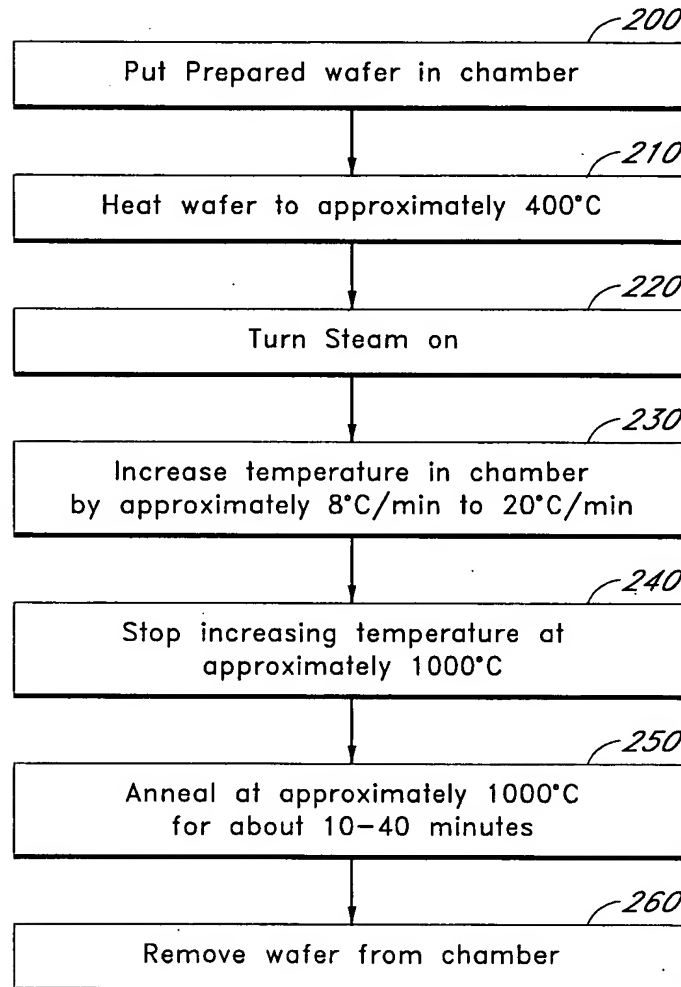 200
Put Prepared wafer in chamber
210
Heat wafer to approximately 400°C
220
Turn Steam on
230
Increase temperature in chamber
by approximately 8°C/min to 20°C/min
240
Stop increasing temperature at
approximately 1000°C
250
Anneal at approximately 1000°C
for about 10–40 minutes
260
Remove wafer from chamber